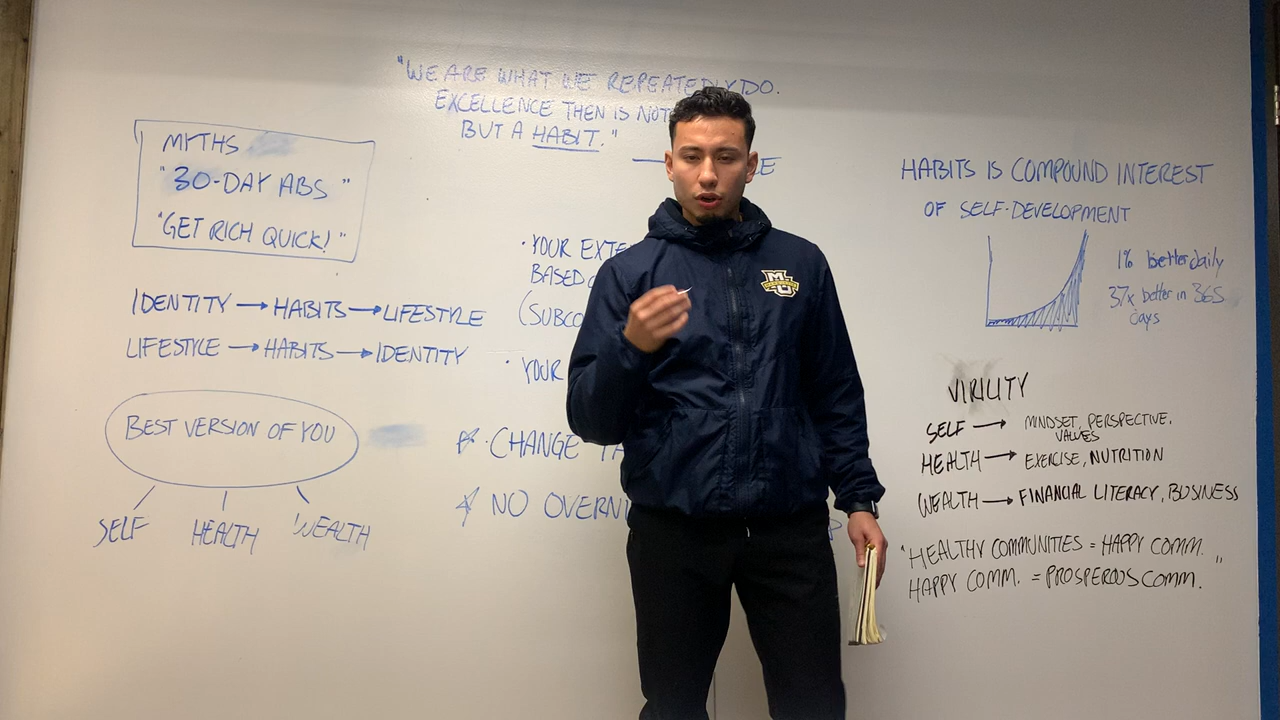 "WE ARE WHAT WE REPEATEDLY DO.
EXCELLENCE THEN IS NOT
BUT A HABIT."
MYTHS
"30-DAY ABS"
"GET RICH QUICK!"
IDENTITY → HABITS → LIFESTYLE
LIFESTYLE → HABITS → IDENTITY
BEST VERSION OF YOU
SELF HEALTH WEALTH
• YOUR EXTE
BASED
(SUBCO
• YOUR
CHANGE
NO OVERNI
MU
HABITS IS COMPOUND INTEREST
OF SELF-DEVELOPMENT
1% better daily
37x better in 365
days
VIRILITY
SELF → MINDSET, PERSPECTIVE,
VALUES
HEALTH → EXERCISE, NUTRITION
WEALTH → FINANCIAL LITERACY, BUSINESS
"HEALTHY COMMUNITIES = HAPPY COMM.
HAPPY COMM. = PROSPEROUS COMM."